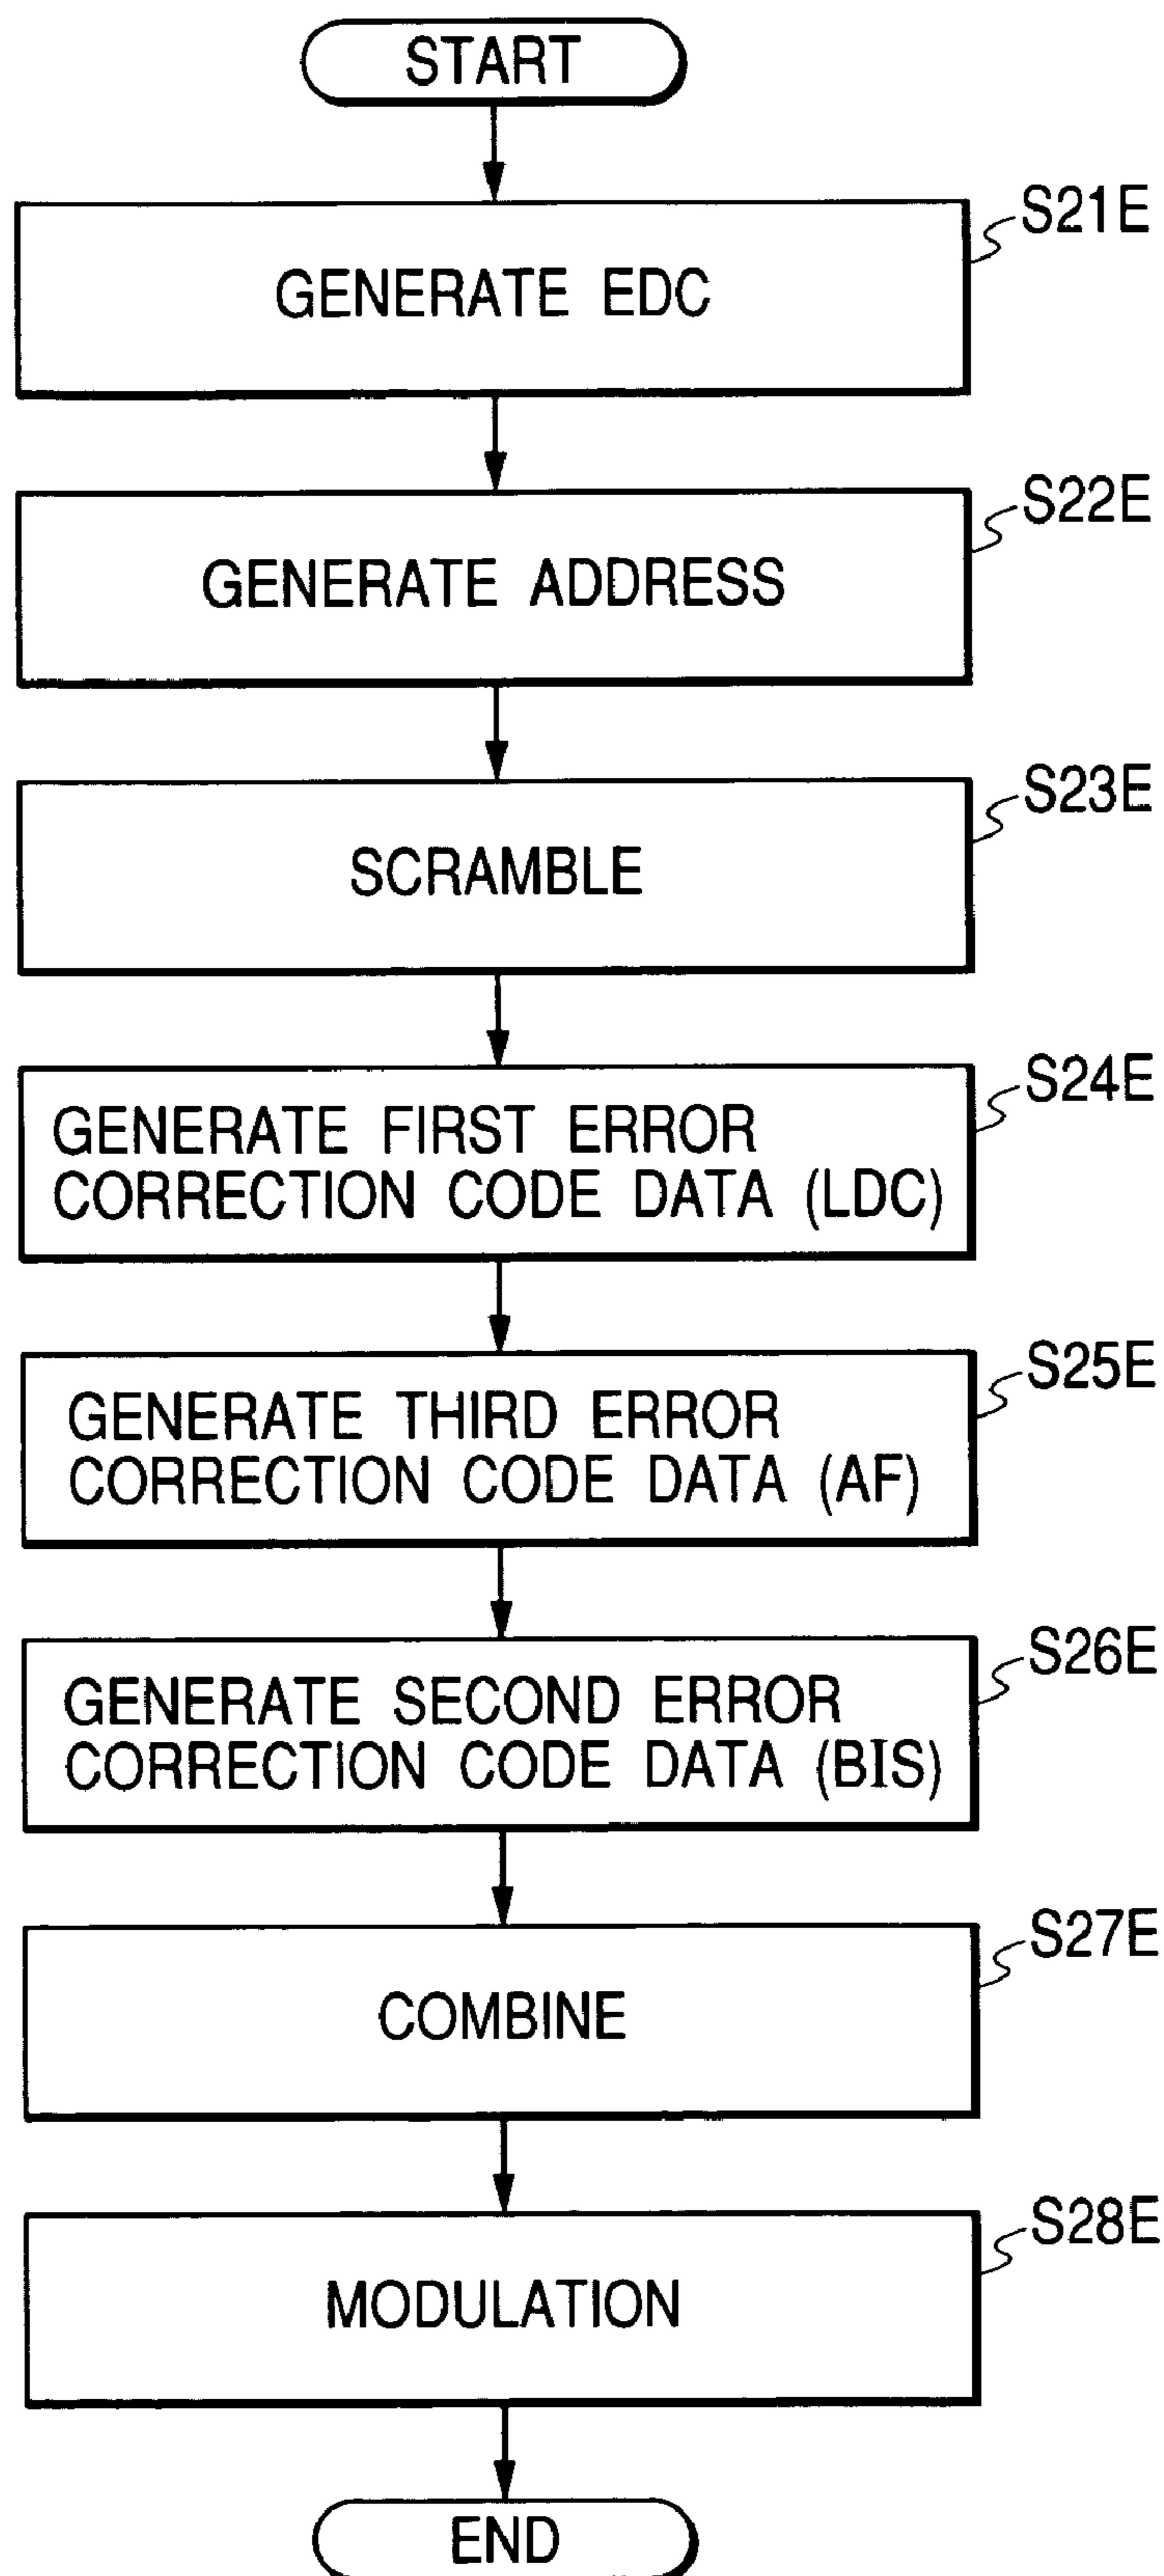 START
S21E
GENERATE EDC
S22E
GENERATE ADDRESS
S23E
SCRAMBLE
S24E
GENERATE FIRST ERROR
CORRECTION CODE DATA (LDC)
S25E
GENERATE THIRD ERROR
CORRECTION CODE DATA (AF)
S26E
GENERATE SECOND ERROR
CORRECTION CODE DATA (BIS)
S27E
COMBINE
S28E
MODULATION
END